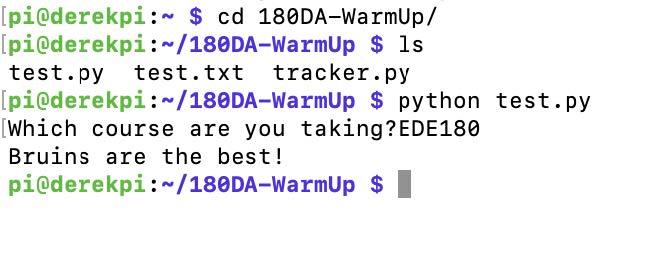 pi@derekpi:~ $ cd 180DA-WarmUp/
pi@derekpi:~/180DA-WarmUp $ ls
test.py  test.txt  tracker.py
pi@derekpi:~/180DA-WarmUp $ python test.py
Which course are you taking?EDE180
Bruins are the best!
pi@derekpi:~/180DA-WarmUp $